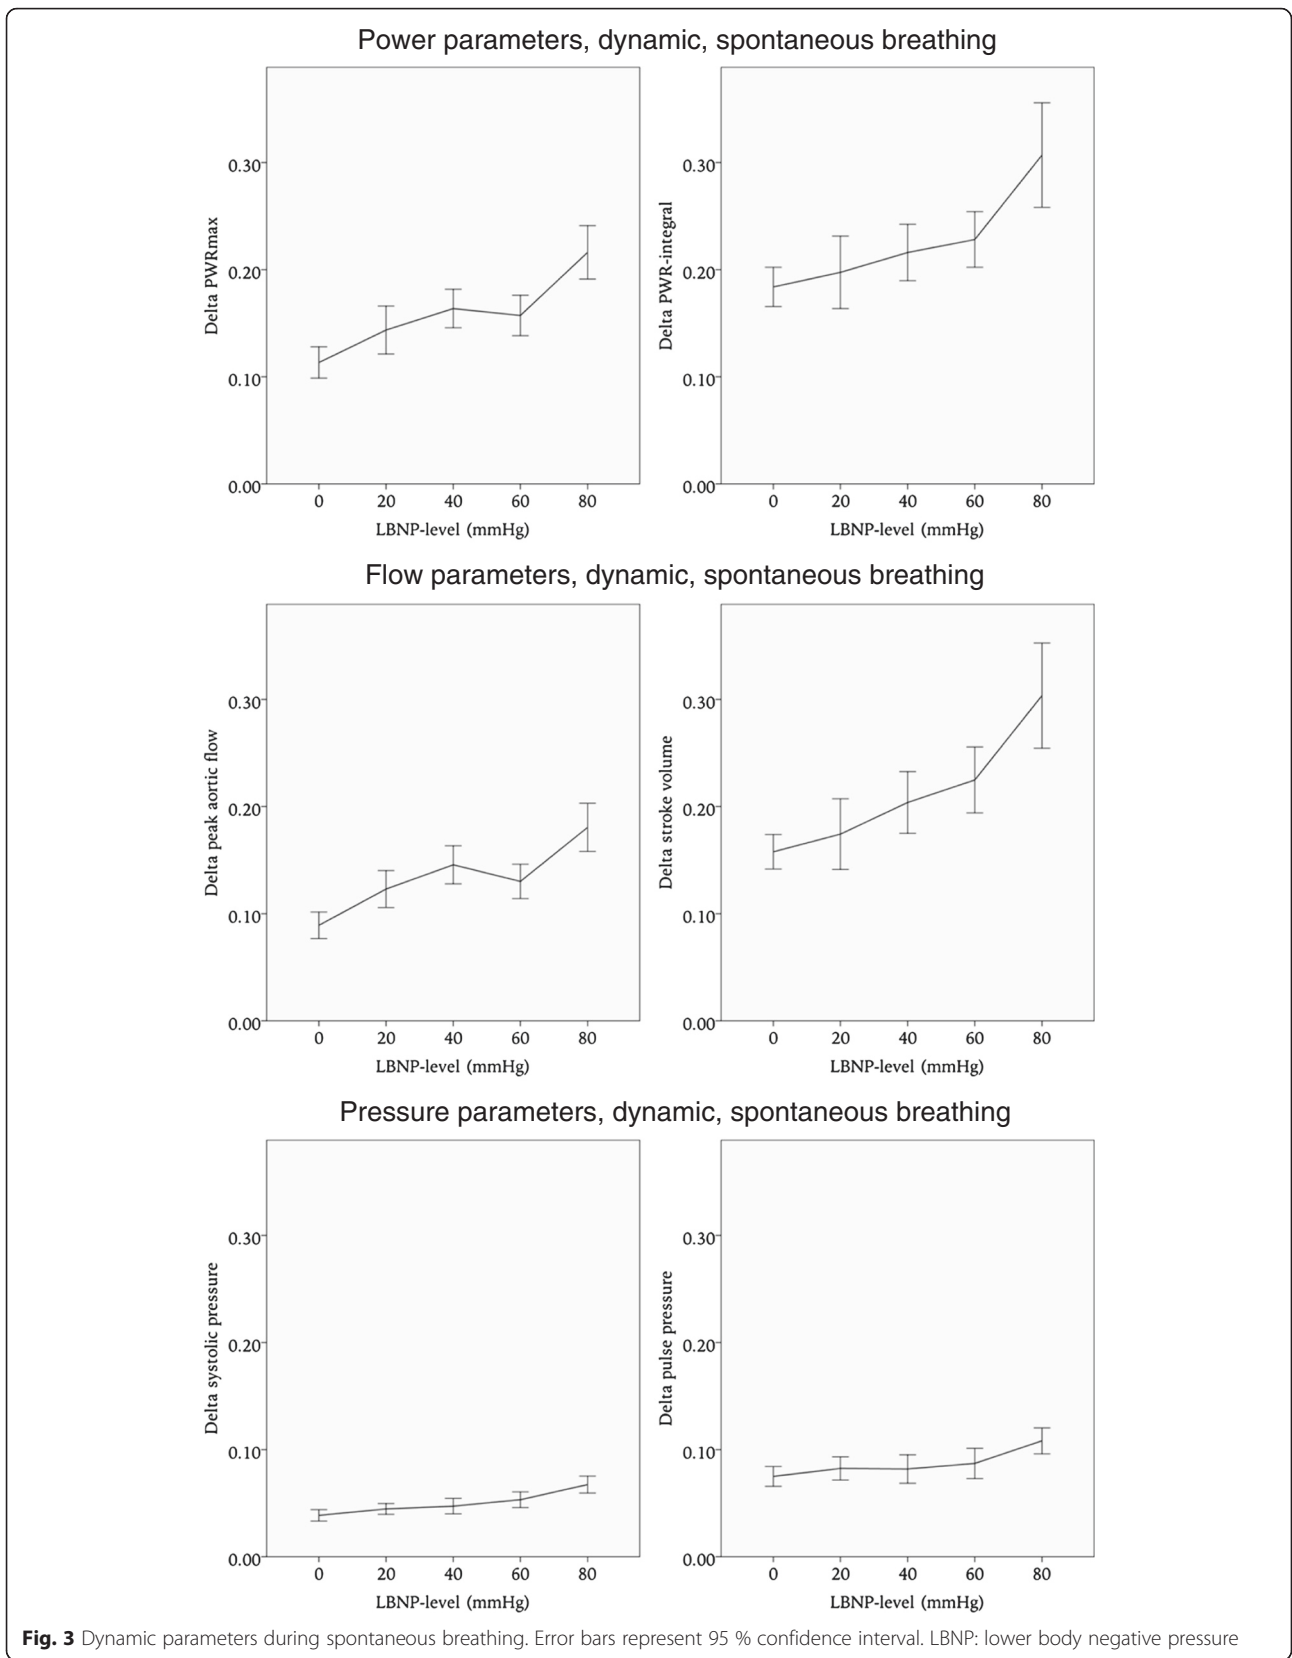 Power parameters, dynamic, spontaneous breathing
Delta PWRmax
0.30
0.20
0.10
0.00
0 20 40 60 80
LBNP-level (mmHg)
Delta PWR-integral
0.30
0.20
0.10
0.00
0 20 40 60 80
LBNP-level (mmHg)
Flow parameters, dynamic, spontaneous breathing
Delta peak aortic flow
0.30
0.20
0.10
0.00
0 20 40 60 80
LBNP-level (mmHg)
Delta stroke volume
0.30
0.20
0.10
0.00
0 20 40 60 80
LBNP-level (mmHg)
Pressure parameters, dynamic, spontaneous breathing
Delta systolic pressure
0.30
0.20
0.10
0.00
0 20 40 60 80
LBNP-level (mmHg)
Delta pulse pressure
0.30
0.20
0.10
0.00
0 20 40 60 80
LBNP-level (mmHg)
Fig. 3 Dynamic parameters during spontaneous breathing. Error bars represent 95 % confidence interval. LBNP: lower body negative pressure